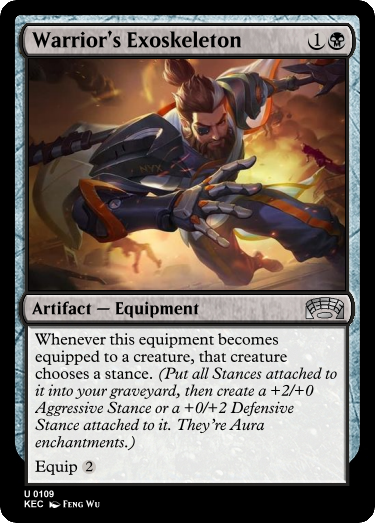 Warrior's Exoskeleton 1
NYX
Artifact — Equipment
Whenever this equipment becomes
equipped to a creature, that creature
chooses a stance. (Put all Stances attached to
it into your graveyard, then create a +2/+0
Aggressive Stance or a +0/+2 Defensive
Stance attached to it. They're Aura
enchantments.)
Equip 2
U 0109
KEC Feng Wu